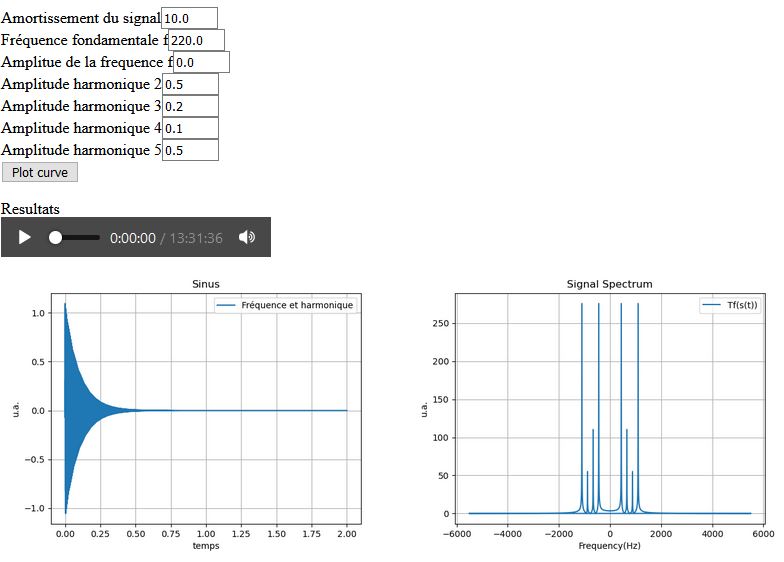 Amortissement du signal 10.0
Fréquence fondamentale f 220.0
Amplitue de la frequence f 0.0
Amplitude harmonique 2 0.5
Amplitude harmonique 3 0.2
Amplitude harmonique 4 0.1
Amplitude harmonique 5 0.5
Plot curve
Resultats
0:00:00 / 13:31:36
Sinus
Fréquence et harmonique
1.0
0.5
0.0
−0.5
−1.0
u.a.
0.00 0.25 0.50 0.75 1.00 1.25 1.50 1.75 2.00
temps
Signal Spectrum
Tf(s(t))
250
200
150
100
50
0
u.a.
−6000 −4000 −2000 0 2000 4000 6000
Frequency(Hz)